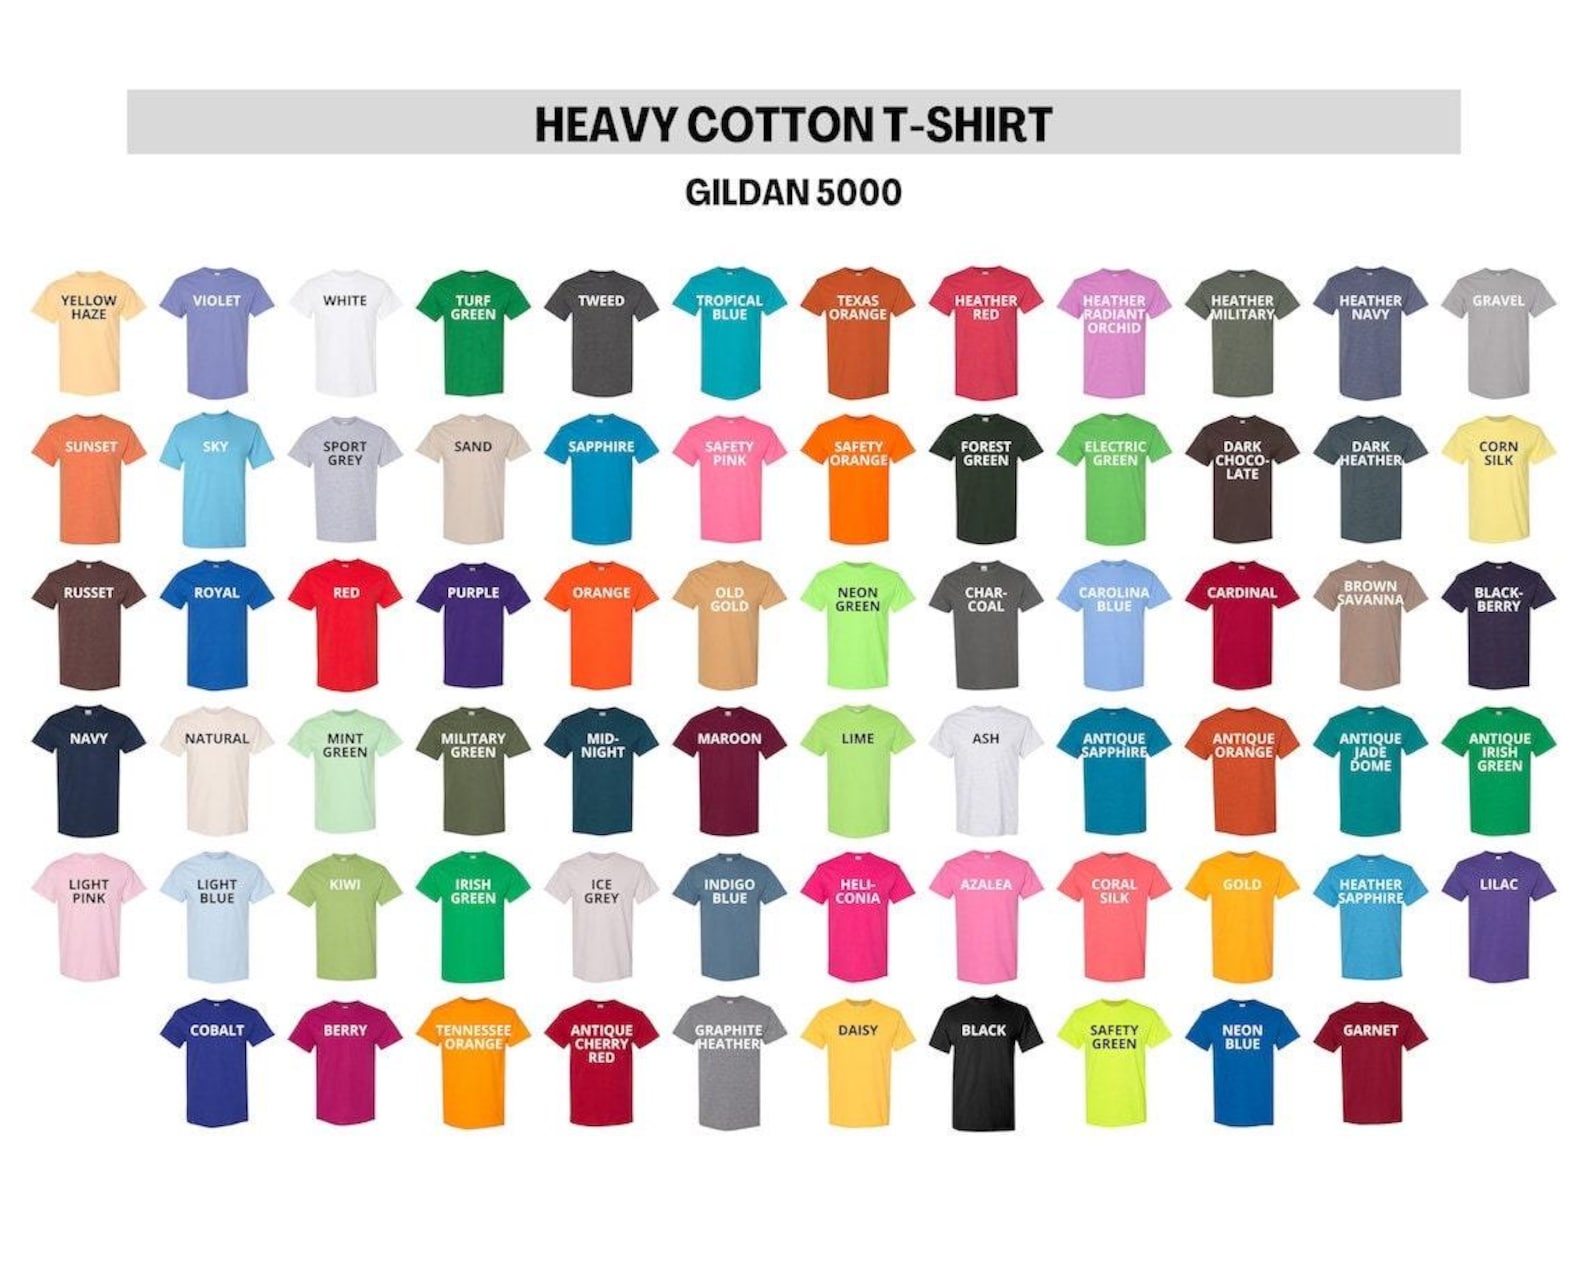 HEAVY COTTON T-SHIRT
GILDAN 5000
YELLOW
HAZE
VIOLET
WHITE
TURF
GREEN
TWEED
TROPICAL
BLUE
TEXAS
ORANGE
HEATHER
RED
HEATHER
RADIANT
ORCHID
HEATHER
MILITARY
HEATHER
NAVY
GRAVEL
SUNSET
SKY
SPORT
GREY
SAND
SAPPHIRE
SAFETY
PINK
SAFETY
ORANGE
FOREST
GREEN
ELECTRIC
GREEN
DARK
CHOCO-
LATE
DARK
HEATHER
CORN
SILK
RUSSET
ROYAL
RED
PURPLE
ORANGE
OLD
GOLD
NEON
GREEN
CHAR-
COAL
CAROLINA
BLUE
CARDINAL
BROWN
SAVANNA
BLACK-
BERRY
NAVY
NATURAL
MINT
GREEN
MILITARY
GREEN
MID-
NIGHT
MAROON
LIME
ASH
ANTIQUE
SAPPHIRE
ANTIQUE
ORANGE
ANTIQUE
JADE
DOME
ANTIQUE
IRISH
GREEN
LIGHT
PINK
LIGHT
BLUE
KIWI
IRISH
GREEN
ICE
GREY
INDIGO
BLUE
HELI-
CONIA
AZALEA
CORAL
SILK
GOLD
HEATHER
SAPPHIRE
LILAC
COBALT
BERRY
TENNESSEE
ORANGE
ANTIQUE
CHERRY
RED
GRAPHITE
HEATHER
DAISY
BLACK
SAFETY
GREEN
NEON
BLUE
GARNET